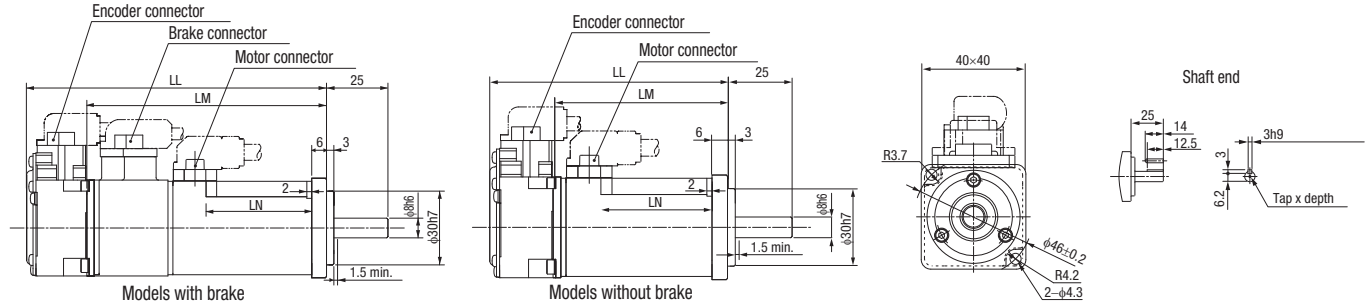 Encoder connector
Brake connector
Motor connector
LL
25
LM
6
3
2
LN
φ8h6
φ30h7
1.5 min.
Models with brake
Encoder connector
Motor connector
LL
25
LM
6
3
2
LN
φ8h6
φ30h7
1.5 min.
Models without brake
40×40
R3.7
φ46±0.2
R4.2
2−φ4.3
Shaft end
25
14
12.5
3h9
3
6.2
Tap x depth